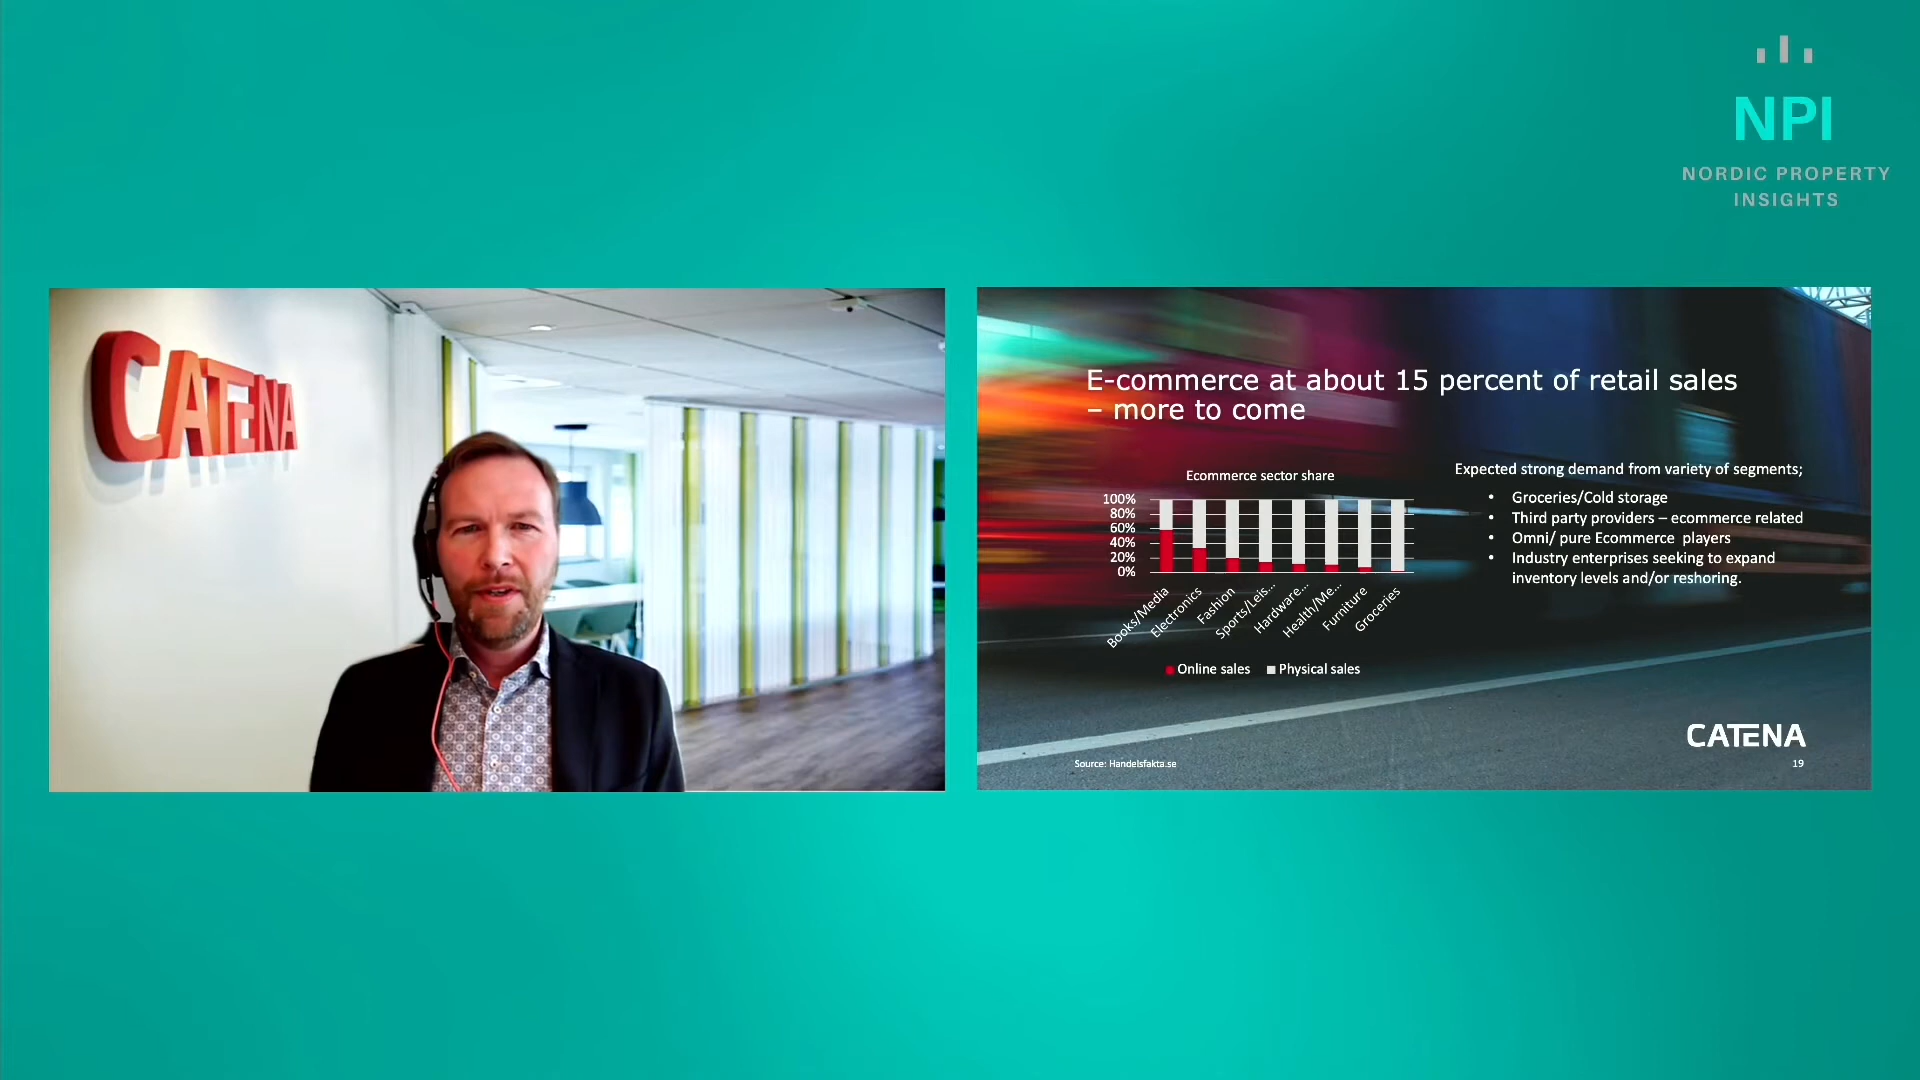 NPI
NORDIC PROPERTY
INSIGHTS
CATENA
E-commerce at about 15 percent of retail sales
– more to come
Ecommerce sector share
100%
80%
60%
40%
20%
0%
Books/Media
Electronics
Fashion
Sports/Leis...
Hardware...
Health/Me...
Furniture
Groceries
Online sales
Physical sales
Expected strong demand from variety of segments;
• Groceries/Cold storage
• Third party providers – ecommerce related
• Omni/ pure Ecommerce players
• Industry enterprises seeking to expand
inventory levels and/or reshoring.
CATENA
Source: Handelsfakta.se
19